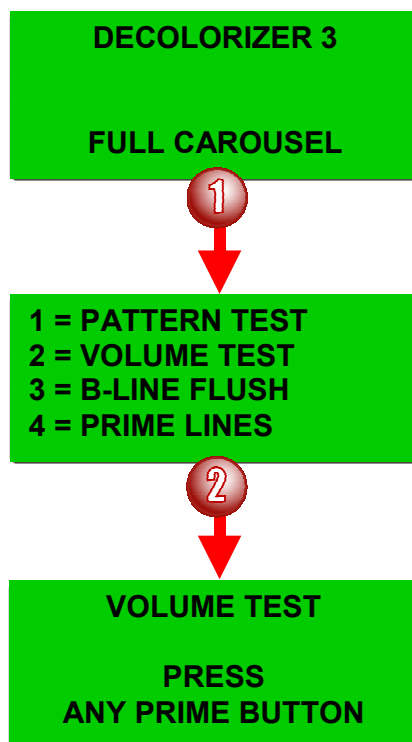 DECOLORIZER 3
FULL CAROUSEL
1
1 = PATTERN TEST
2 = VOLUME TEST
3 = B-LINE FLUSH
4 = PRIME LINES
2
VOLUME TEST
PRESS
ANY PRIME BUTTON